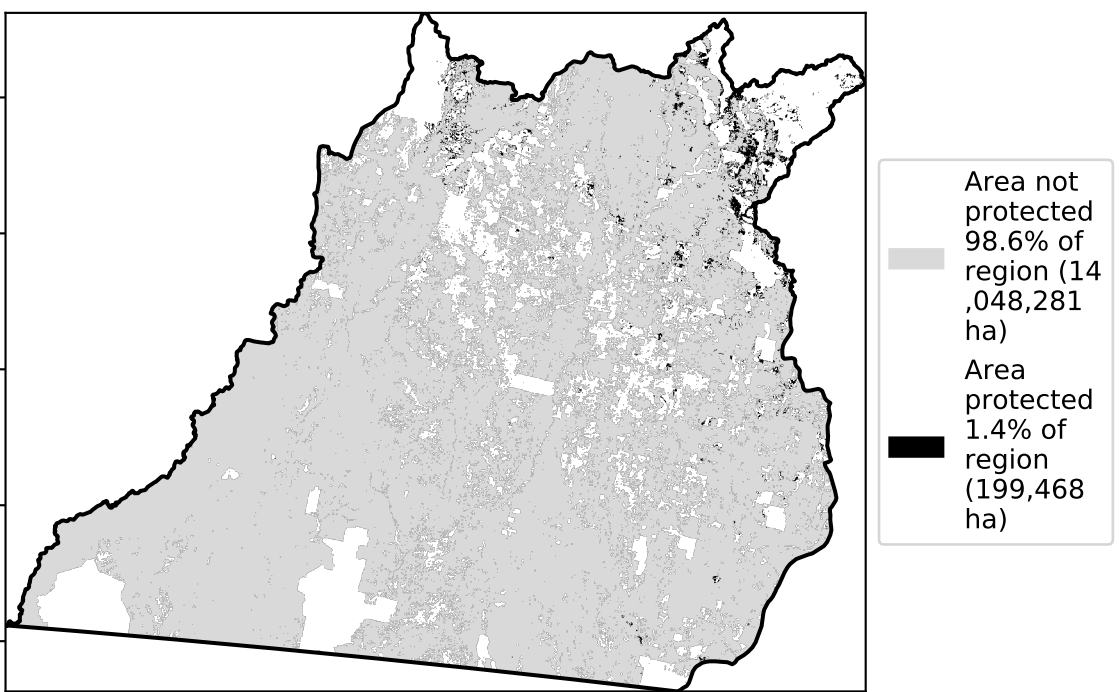 Area not
protected
98.6% of
region (14
,048,281
ha)
Area
protected
1.4% of
region
(199,468
ha)